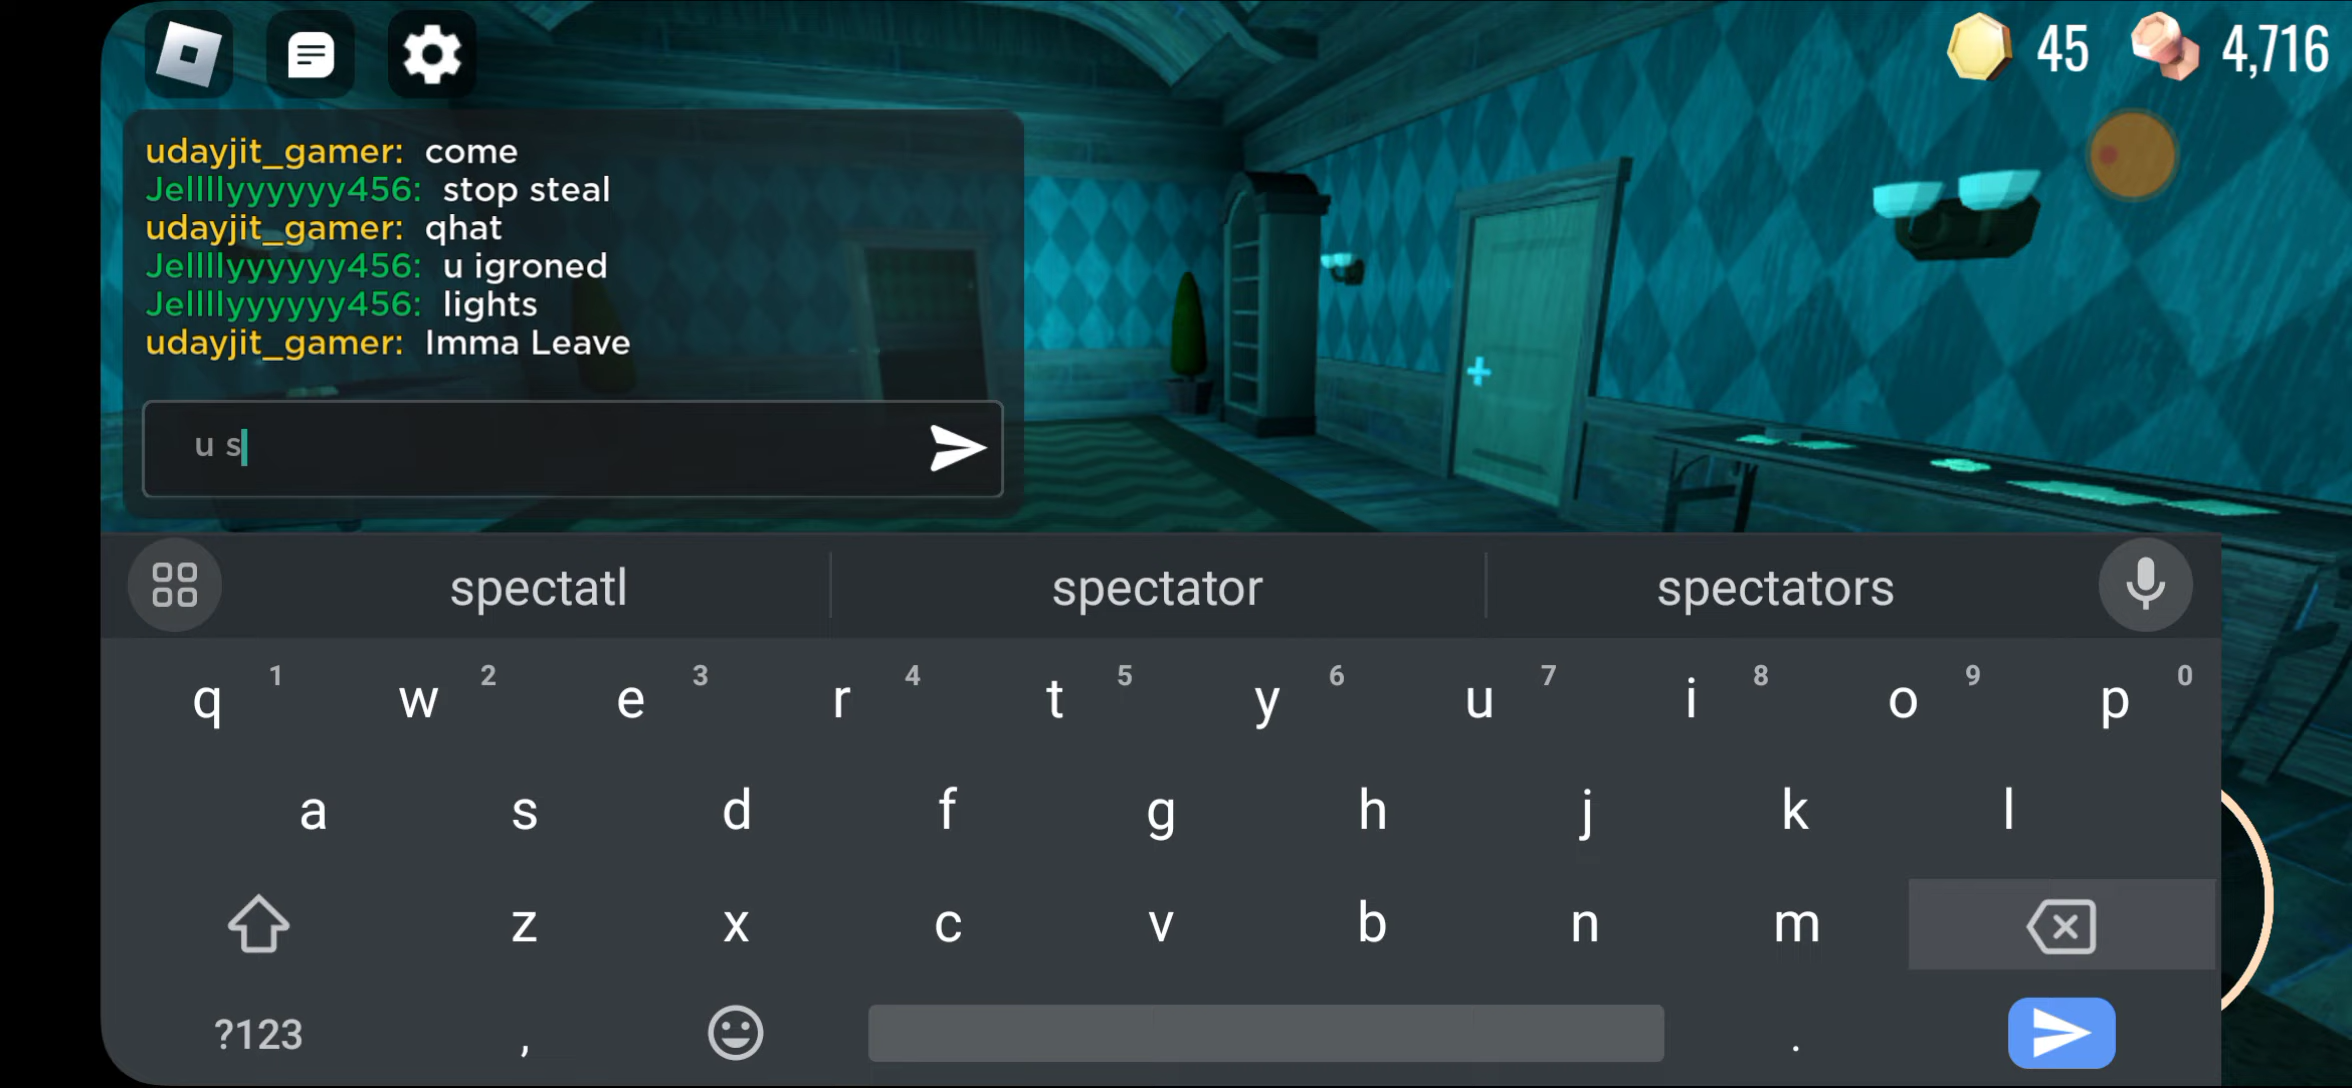 45 4,716
udayjit_gamer: come
Jellllyyyyyy456: stop steal
udayjit_gamer: qhat
Jellllyyyyyy456: u igroned
Jellllyyyyyy456: lights
udayjit_gamer: Imma Leave
u s
spectatl spectator spectators
q 1 w 2 e 3 r 4 t 5 y 6 u 7 i 8 o 9 p 0
a s d f g h j k l
z x c v b n m
?123 , .